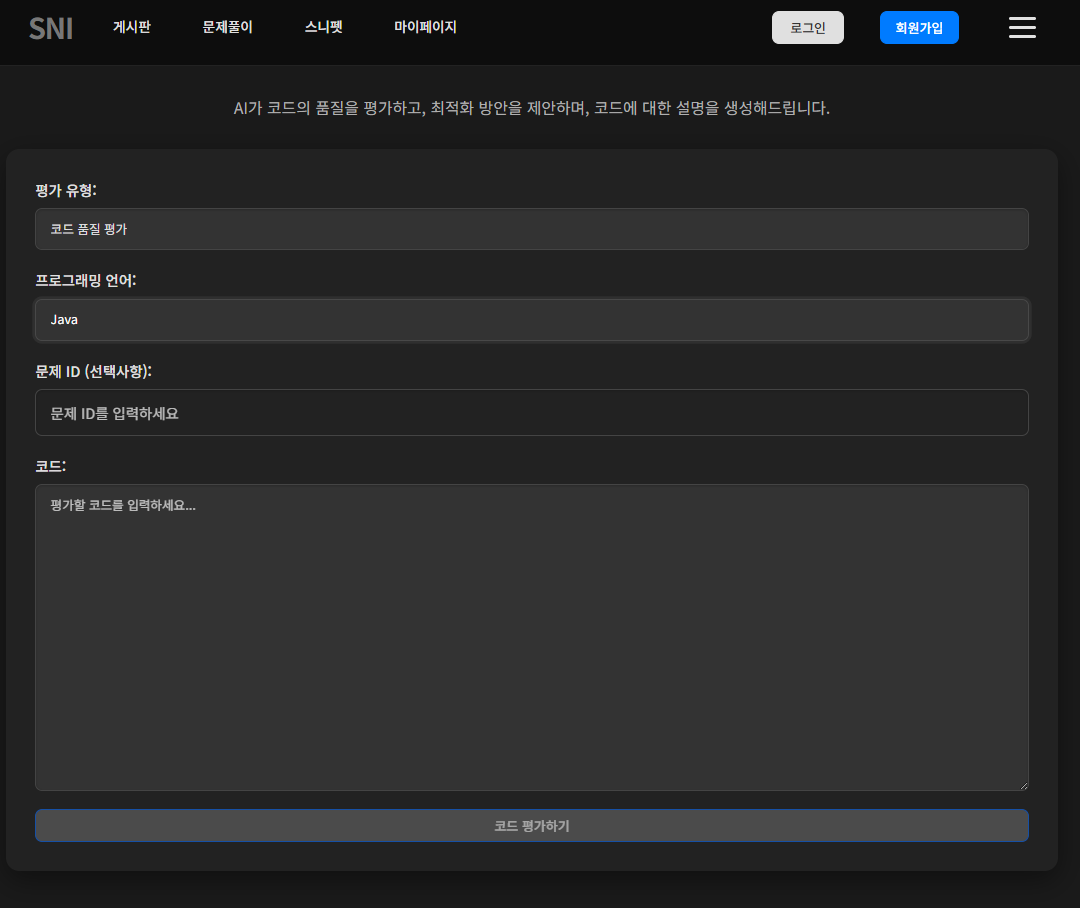 SNI
게시판
문제풀이
스니펫
마이페이지
로그인
회원가입
AI가 코드의 품질을 평가하고, 최적화 방안을 제안하며, 코드에 대한 설명을 생성해드립니다.
평가 유형:
코드 품질 평가
프로그래밍 언어:
Java
문제 ID (선택사항):
문제 ID를 입력하세요
코드:
평가할 코드를 입력하세요...
코드 평가하기